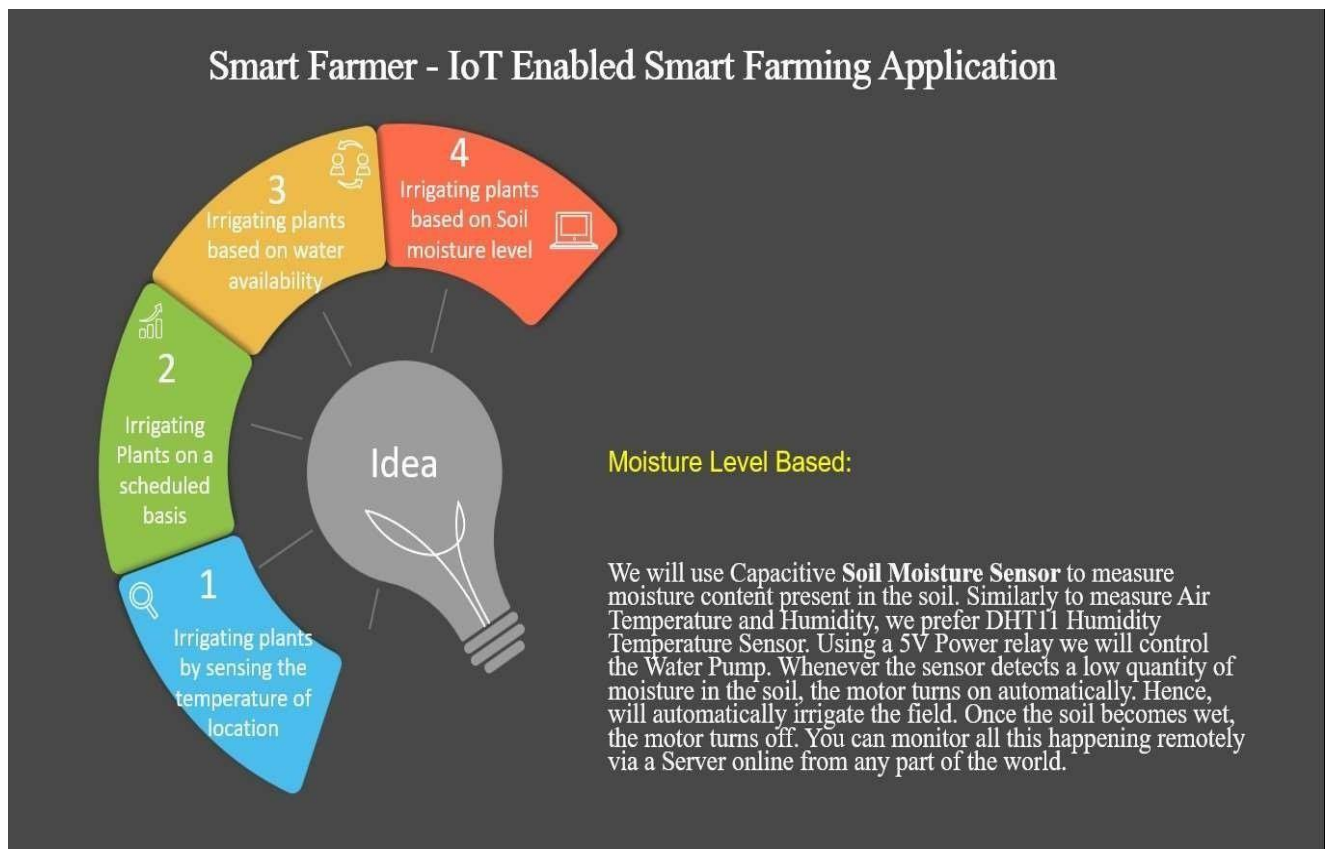 Smart Farmer - IoT Enabled Smart Farming Application
1
Irrigating plants
by sensing the
temperature of
location
2
Irrigating
Plants on a
scheduled
basis
3
Irrigating plants
based on water
availability
4
Irrigating plants
based on Soil
moisture level
Idea
Moisture Level Based:
We will use Capacitive Soil Moisture Sensor to measure
moisture content present in the soil. Similarly to measure Air
Temperature and Humidity, we prefer DHT11 Humidity
Temperature Sensor. Using a 5V Power relay we will control
the Water Pump. Whenever the sensor detects a low quantity of
moisture in the soil, the motor turns on automatically. Hence,
will automatically irrigate the field. Once the soil becomes wet,
the motor turns off. You can monitor all this happening remotely
via a Server online from any part of the world.